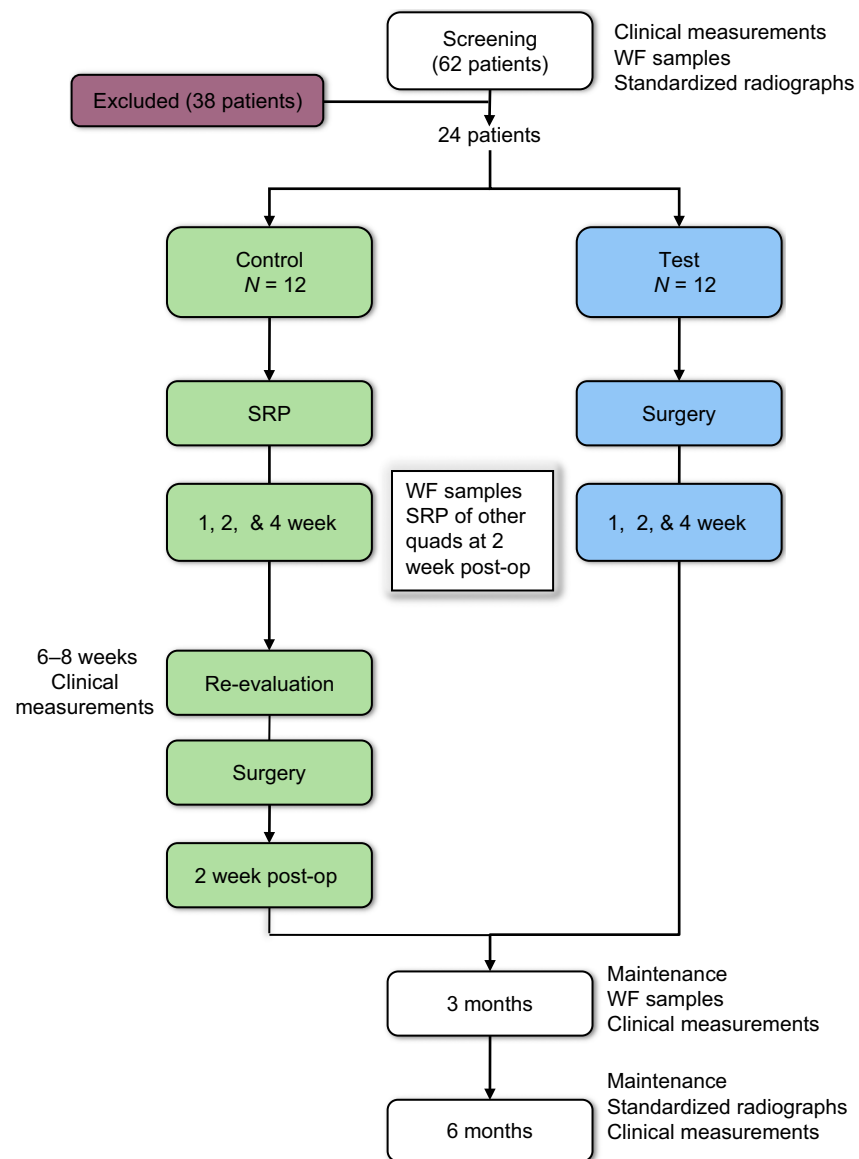 Screening
(62 patients)
Clinical measurements
WF samples
Standardized radiographs
Excluded (38 patients)
24 patients
Control
N = 12
Test
N = 12
SRP
Surgery
1, 2, & 4 week
WF samples
SRP of other
quads at 2
week post-op
1, 2, & 4 week
6–8 weeks
Clinical
measurements
Re-evaluation
Surgery
2 week post-op
3 months
Maintenance
WF samples
Clinical measurements
6 months
Maintenance
Standardized radiographs
Clinical measurements